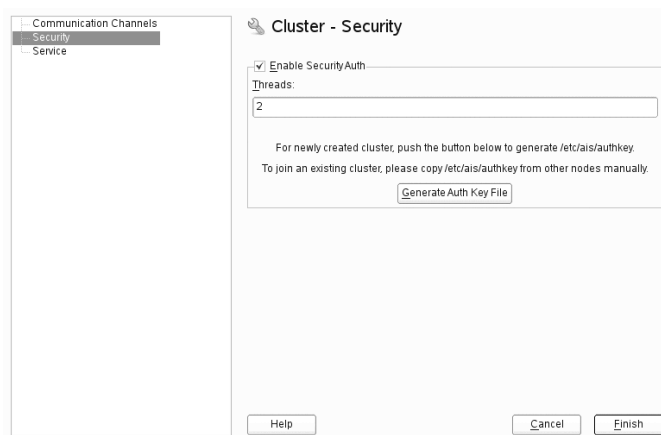 Communication Channels
Security
Service
Cluster - Security
Enable Security Auth
Threads:
2
For newly created cluster, push the button below to generate /etc/ais/authkey.
To join an existing cluster, please copy /etc/ais/authkey from other nodes manually.
Generate Auth Key File
Help
Cancel
Finish